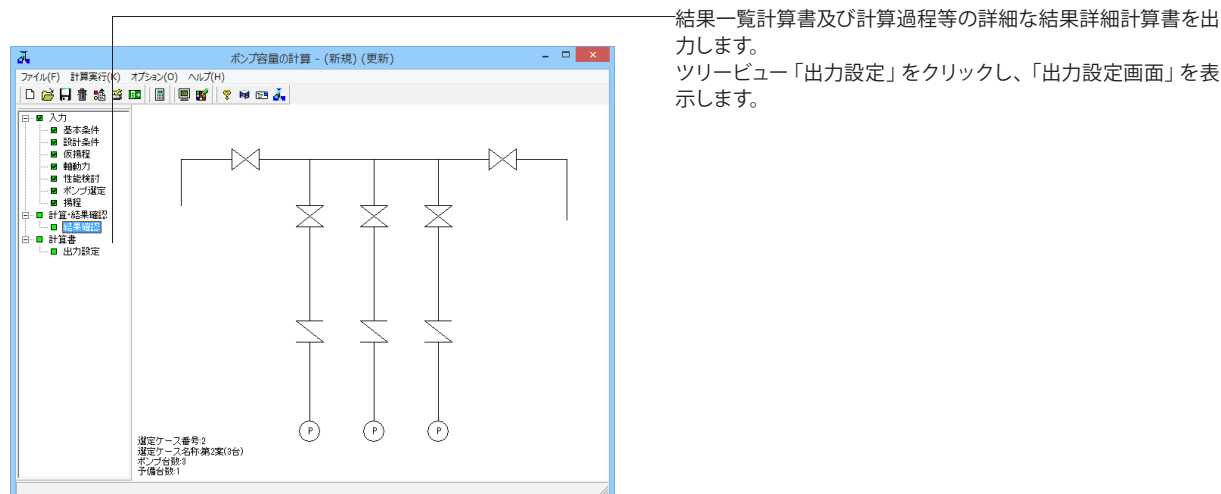 結果一覧計算書及び計算過程等の詳細な結果詳細計算書を出
力します。
ツリービュー「出力設定」をクリックし、「出力設定画面」を表
示します。
ポンプ容量の計算 - (新規) (更新)
ファイル(F) 計算実行(K) オプション(O) ヘルプ(H)
入力
基本条件
設計条件
仮揚程
軸動力
性能検討
ポンプ選定
揚程
計算・結果確認
結果確認
計算書
出力設定
P P P
選定ケース番号:2
選定ケース名称:第2案(3台)
ポンプ台数:3
予備台数:1